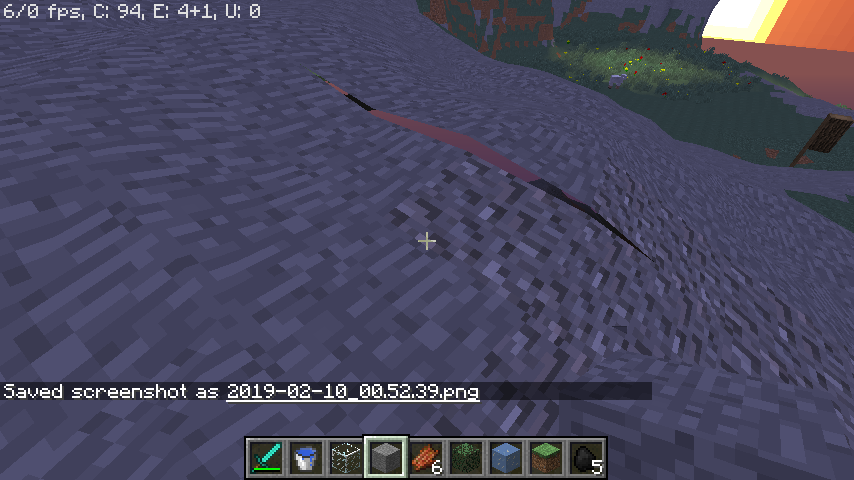 6/0 fps, C: 94, E: 4+1, U: 0
Saved screenshot as 2019-02-10_00.52.39.png
6 5